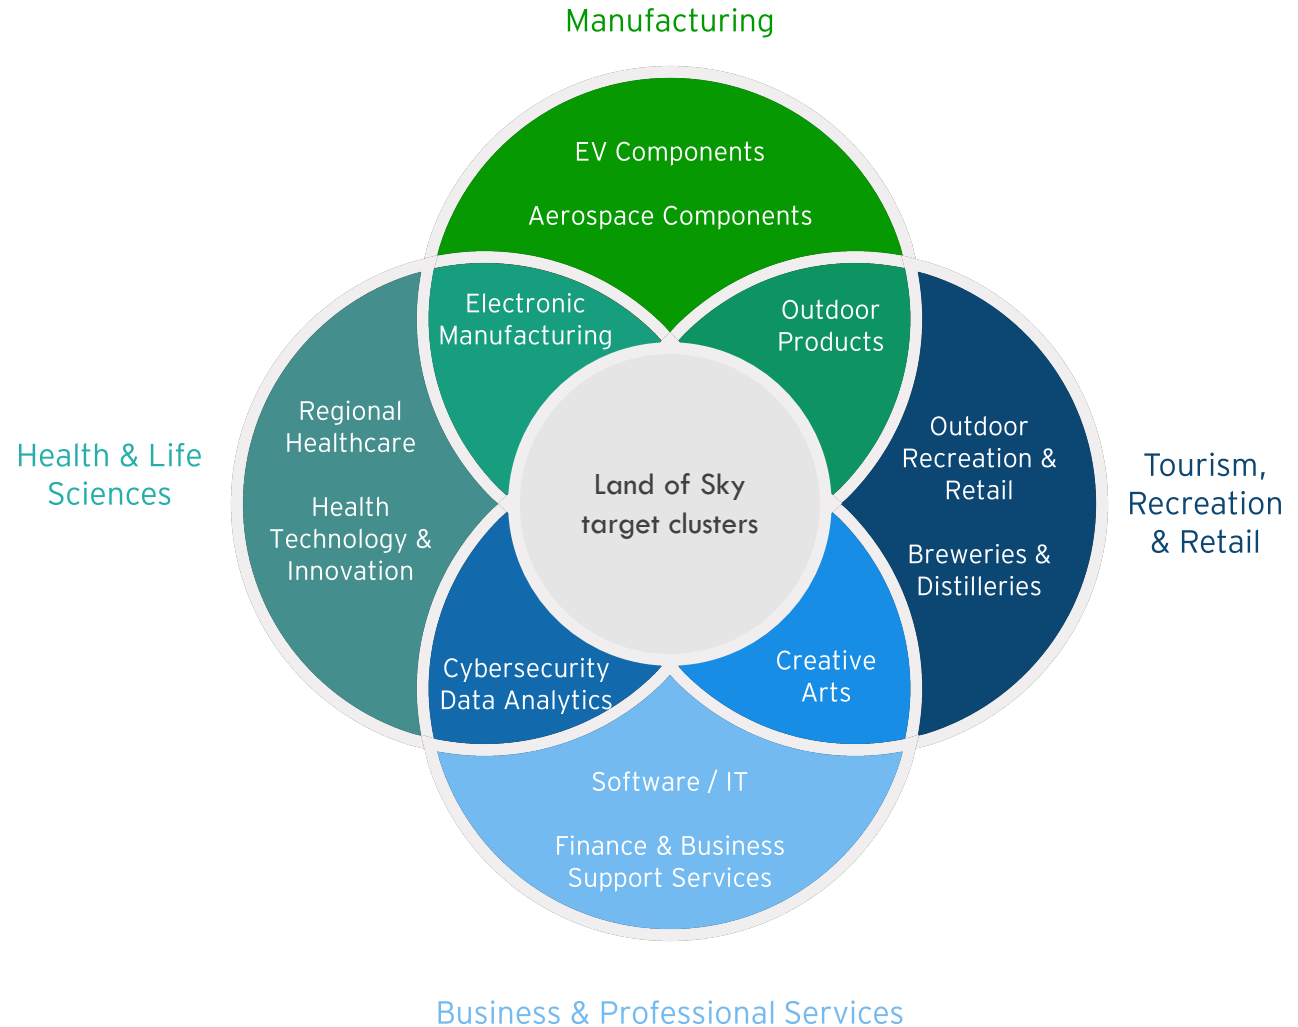 Manufacturing
EV Components
Aerospace Components
Electronic
Manufacturing
Outdoor
Products
Regional
Healthcare
Health
Technology &
Innovation
Health & Life
Sciences
Land of Sky
target clusters
Outdoor
Recreation &
Retail
Breweries &
Distilleries
Tourism,
Recreation
& Retail
Cybersecurity
Data Analytics
Creative
Arts
Software / IT
Finance & Business
Support Services
Business & Professional Services